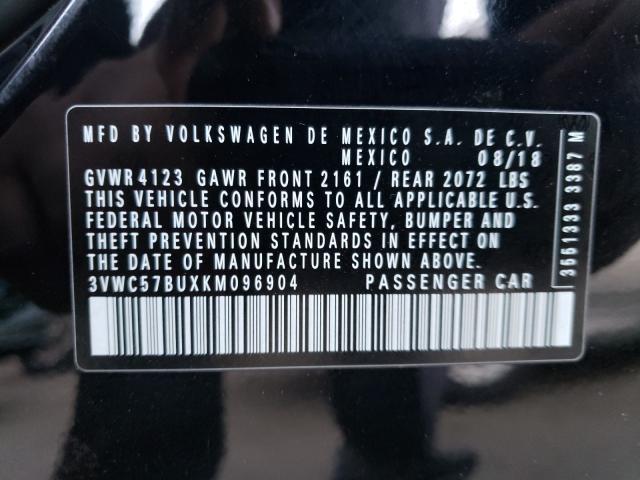 MFD BY VOLKSWAGEN DE MEXICO S.A. DE C.V.
MEXICO 08/18
GVWR 4123 GAWR FRONT 2161 / REAR 2072 LBS
THIS VEHICLE CONFORMS TO ALL APPLICABLE U.S.
FEDERAL MOTOR VEHICLE SAFETY, BUMPER AND
THEFT PREVENTION STANDARDS IN EFFECT ON
THE DATE OF MANUFACTURE SHOWN ABOVE.
3VWC57BUXKM096904 PASSENGER CAR
3661333 3387 M